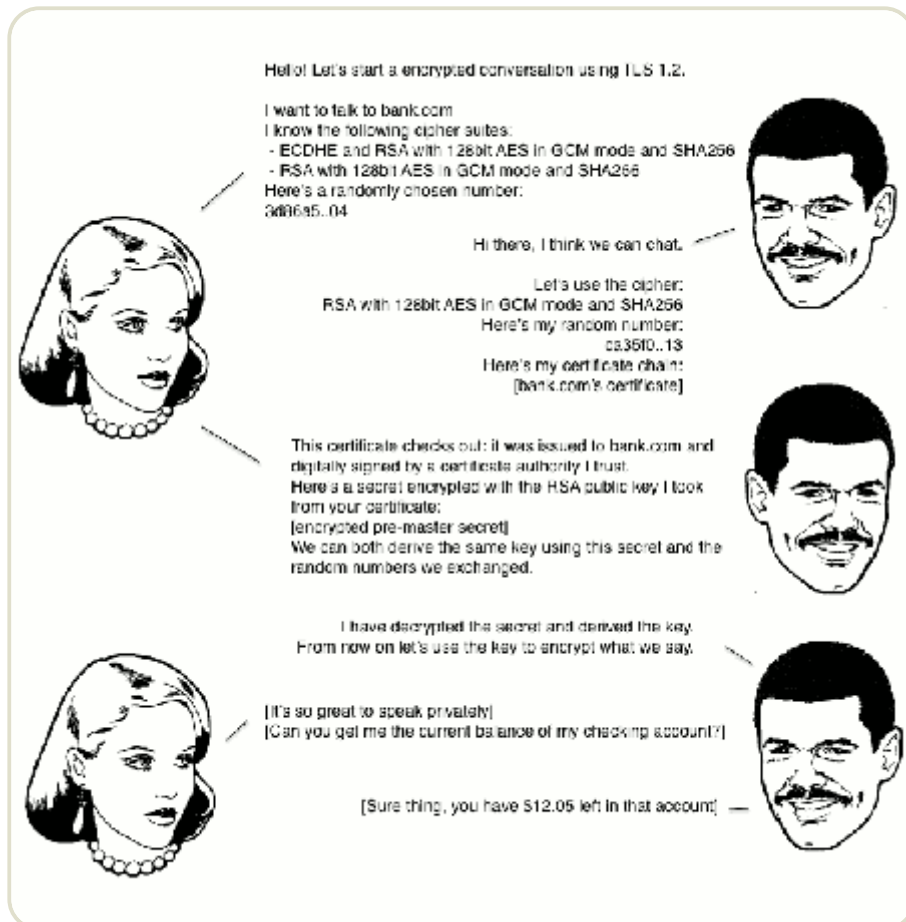 Hello! Let's start a encrypted conversation using TLS 1.2.
I want to talk to bank.com
I know the following cipher suites:
- ECDHE and RSA with 128bit AES in GCM mode and SHA256
- RSA with 128bit AES in GCM mode and SHA256
Here's a randomly chosen number:
3d86a5..04
Hi there, I think we can chat.
Let's use the cipher:
RSA with 128bit AES in GCM mode and SHA256
Here's my random number:
ca35f0..13
Here's my certificate chain:
[bank.com's certificate]
This certificate checks out: it was issued to bank.com and
digitally signed by a certificate authority I trust.
Here's a secret encrypted with the RSA public key I took
from your certificate:
[encrypted pre-master secret]
We can both derive the same key using this secret and the
random numbers we exchanged.
I have decrypted the secret and derived the key.
From now on let's use the key to encrypt what we say.
[It's so great to speak privately]
[Can you get me the current balance of my checking account?]
[Sure thing, you have $12.05 left in that account]